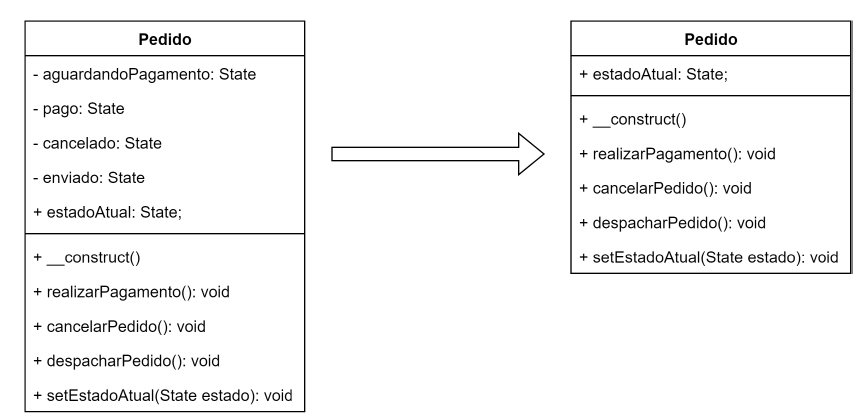 Pedido
- aguardandoPagamento: State
- pago: State
- cancelado: State
- enviado: State
+ estadoAtual: State;
+ __construct()
+ realizarPagamento(): void
+ cancelarPedido(): void
+ despacharPedido(): void
+ setEstadoAtual(State estado): void
Pedido
+ estadoAtual: State;
+ __construct()
+ realizarPagamento(): void
+ cancelarPedido(): void
+ despacharPedido(): void
+ setEstadoAtual(State estado): void